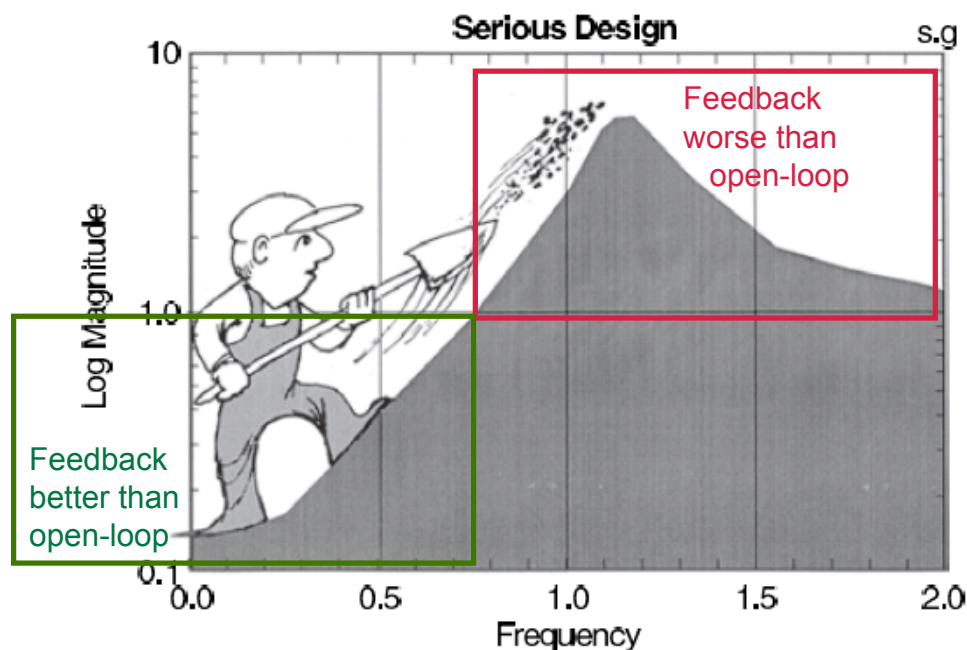 Serious Design
s.g
10
Feedback
worse than
open-loop
Log Magnitude
1.0
Feedback
better than
open-loop
0.1
0.0
0.5
1.0
1.5
2.0
Frequency